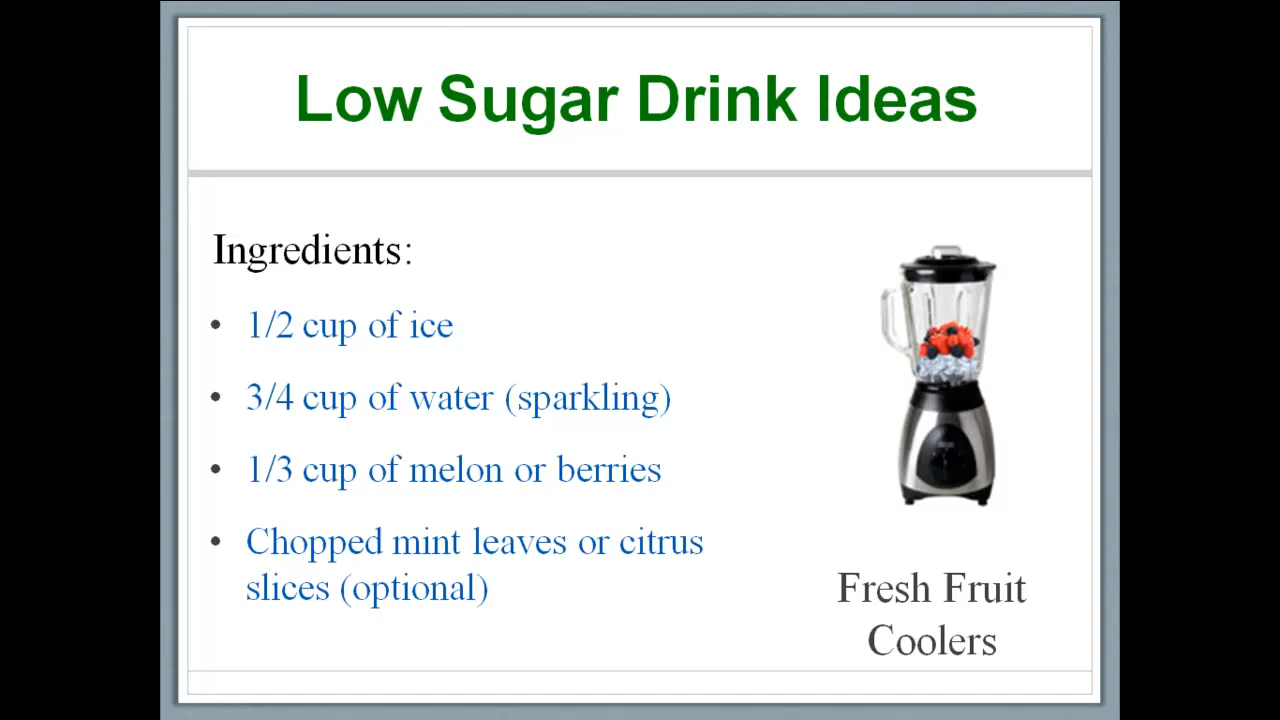 Low Sugar Drink Ideas
Ingredients:
• 1/2 cup of ice
• 3/4 cup of water (sparkling)
• 1/3 cup of melon or berries
• Chopped mint leaves or citrus
slices (optional)
Fresh Fruit
Coolers